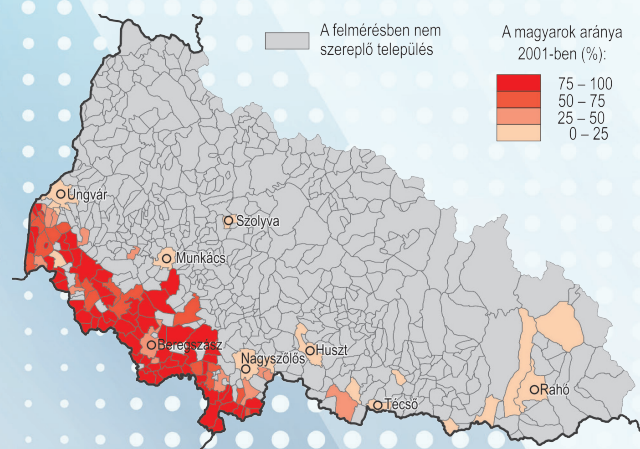 A felmérésben nem
szereplő település
A magyarok aránya
2001-ben (%):
75 – 100
50 – 75
25 – 50
0 – 25
Ungvár
Szolyva
Munkács
Beregszász
Nagyszőlős
Huszt
Técső
Rahó